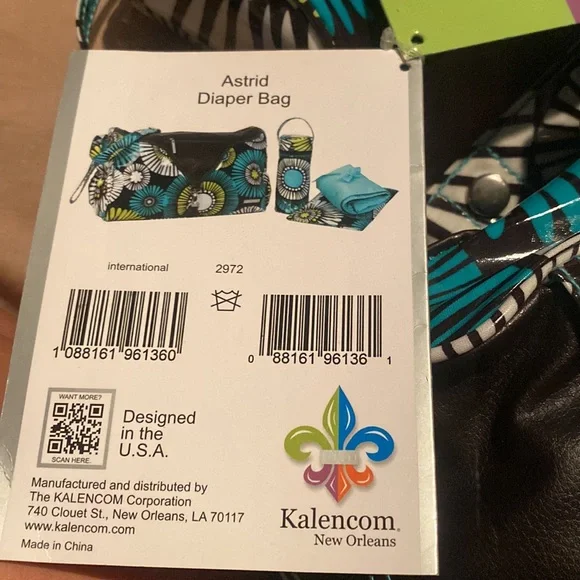 Astrid
Diaper Bag
international 2972
1 088161 961360
0 88161 96136 1
WANT MORE?
SCAN HERE.
Designed
in the
U.S.A.
Manufactured and distributed by
The KALENCOM Corporation
740 Clouet St., New Orleans, LA 70117
www.kalencom.com
Made in China
Kalencom®
New Orleans